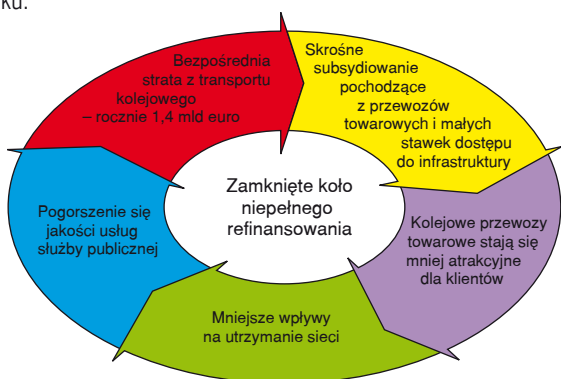 ku.
Bezpośrednia
strata z transportu
kolejowego
– rocznie 1,4 mld euro
Skrośne
subsydiowanie
pochodzące
z przewozów
towarowych i małych
stawek dostępu
do infrastruktury
Kolejowe przewozy
towarowe stają się
mniej atrakcyjne
dla klientów
Mniejsze wpływy
na utrzymanie sieci
Pogorszenie się
jakości usług
służby publicznej
Zamknięte koło
niepełnego
refinansowania